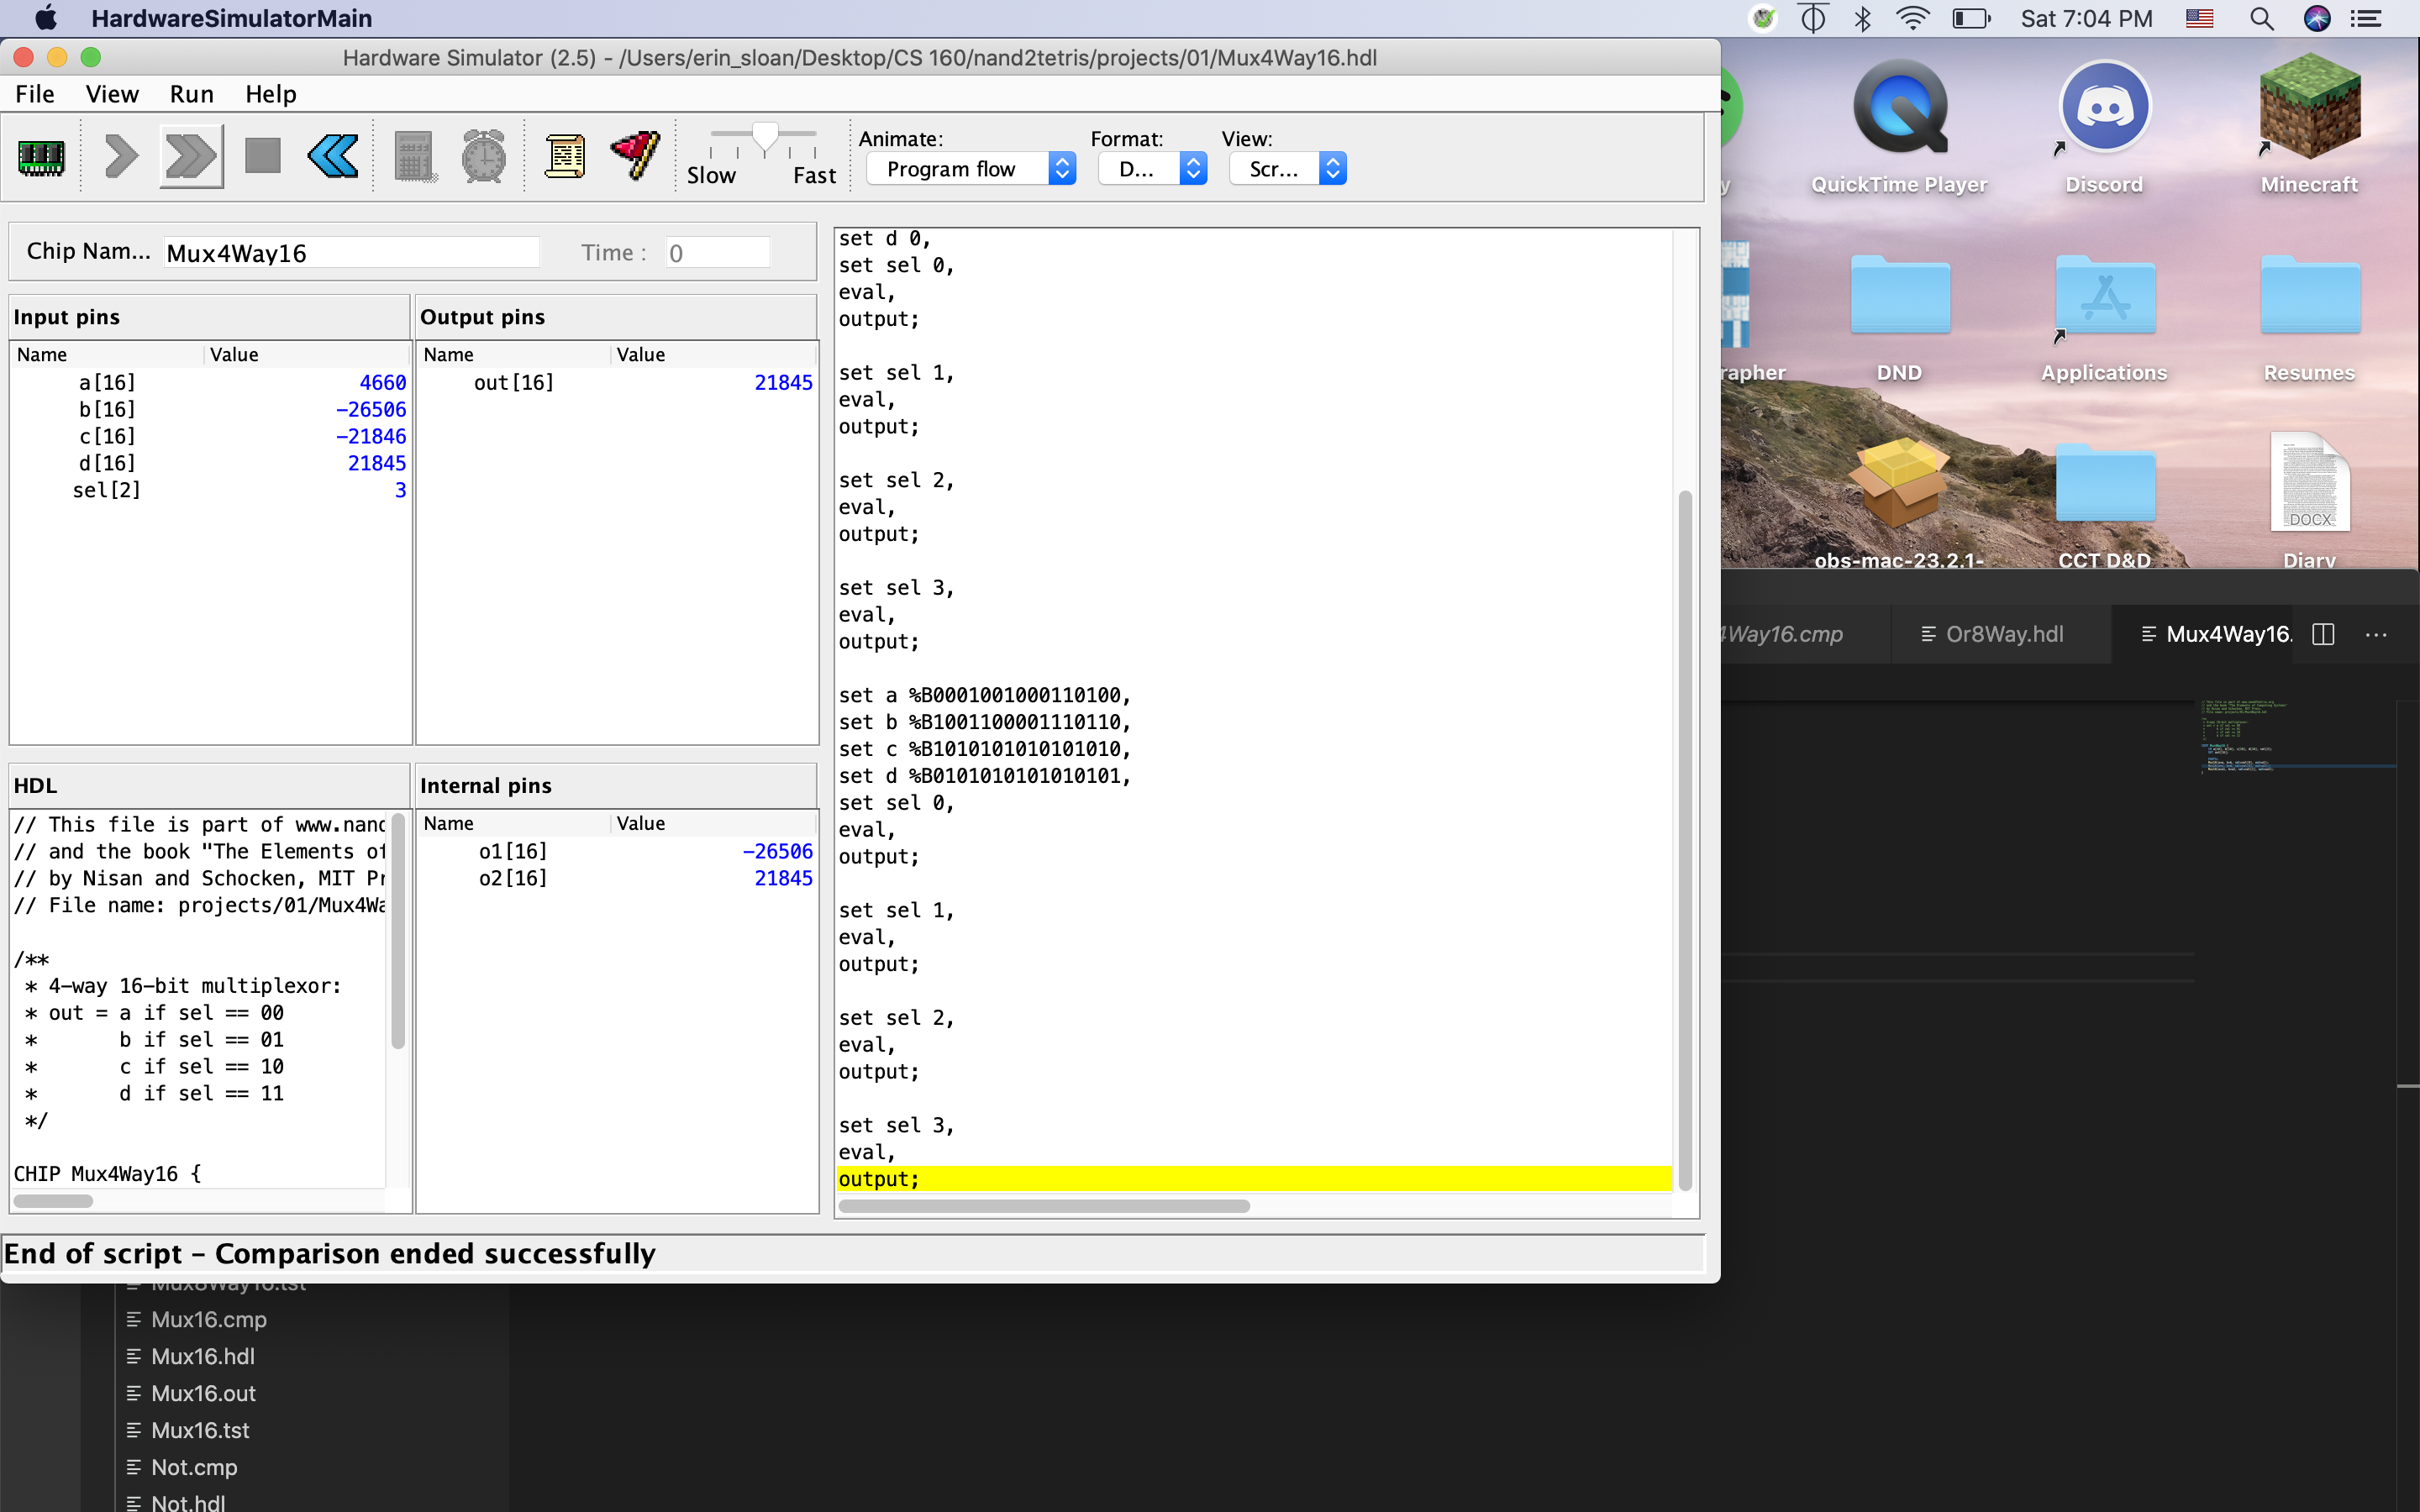 HardwareSimulatorMain
Sat 7:04 PM
Hardware Simulator (2.5) - /Users/erin_sloan/Desktop/CS 160/nand2tetris/projects/01/Mux4Way16.hdl
File View Run Help
Slow Fast
Animate: Format: View:
Program flow D... Scr...
Chip Nam... Mux4Way16 Time : 0
Input pins
Name Value
a[16] 4660
b[16] -26506
c[16] -21846
d[16] 21845
sel[2] 3
Output pins
Name Value
out[16] 21845
HDL
// This file is part of www.nand
// and the book "The Elements of
// by Nisan and Schocken, MIT Pr
// File name: projects/01/Mux4Wa
/**
* 4-way 16-bit multiplexor:
* out = a if sel == 00
* b if sel == 01
* c if sel == 10
* d if sel == 11
*/
CHIP Mux4Way16 {
Internal pins
Name Value
o1[16] -26506
o2[16] 21845
set d 0,
set sel 0,
eval,
output;
set sel 1,
eval,
output;
set sel 2,
eval,
output;
set sel 3,
eval,
output;
set a %B0001001000110100,
set b %B1001100001110110,
set c %B1010101010101010,
set d %B0101010101010101,
set sel 0,
eval,
output;
set sel 1,
eval,
output;
set sel 2,
eval,
output;
set sel 3,
eval,
output;
End of script - Comparison ended successfully
y
QuickTime Player
Discord
Minecraft
rapher
DND
Applications
Resumes
DOCX
obs-mac-23.2.1-
CCT D&D
Diary
4Way16.cmp
Or8Way.hdl
Mux4Way16.
Mux8Way16.tst
Mux16.cmp
Mux16.hdl
Mux16.out
Mux16.tst
Not.cmp
Not.hdl